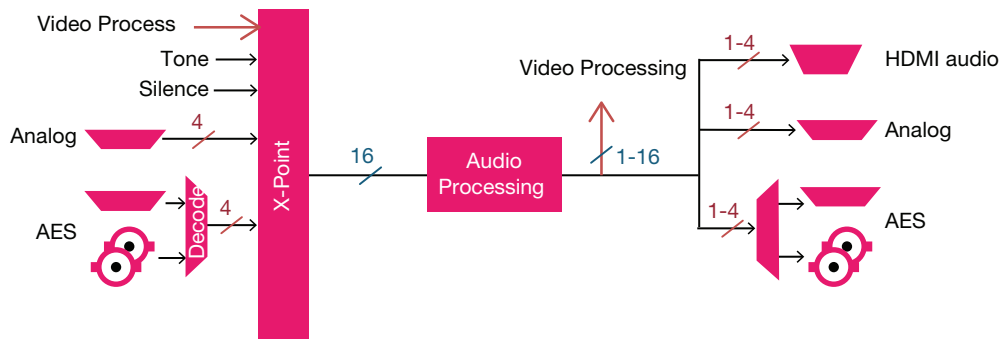 Video Process
Tone
Silence
Analog
4
AES
Decode
4
X-Point
16
Audio
Processing
Video Processing
1-16
1-4
HDMI audio
1-4
Analog
1-4
AES